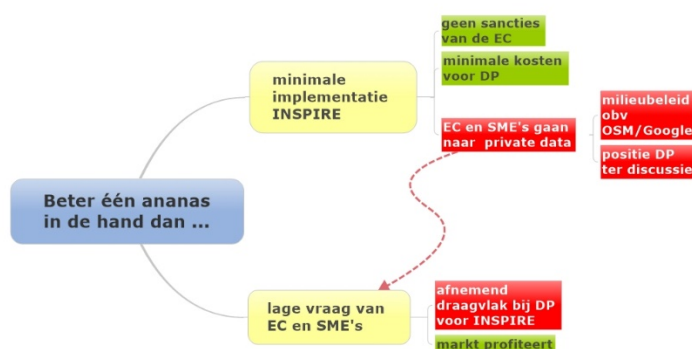 geen sancties
van de EC
minimale kosten
voor DP
minimale
implementatie
INSPIRE
EC en SME's gaan
naar private data
milieubeleid
obv
OSM/Google
positie DP
ter discussie
Beter één ananas
in de hand dan ...
lage vraag van
EC en SME's
afnemend
draagvlak bij DP
voor INSPIRE
markt profiteert